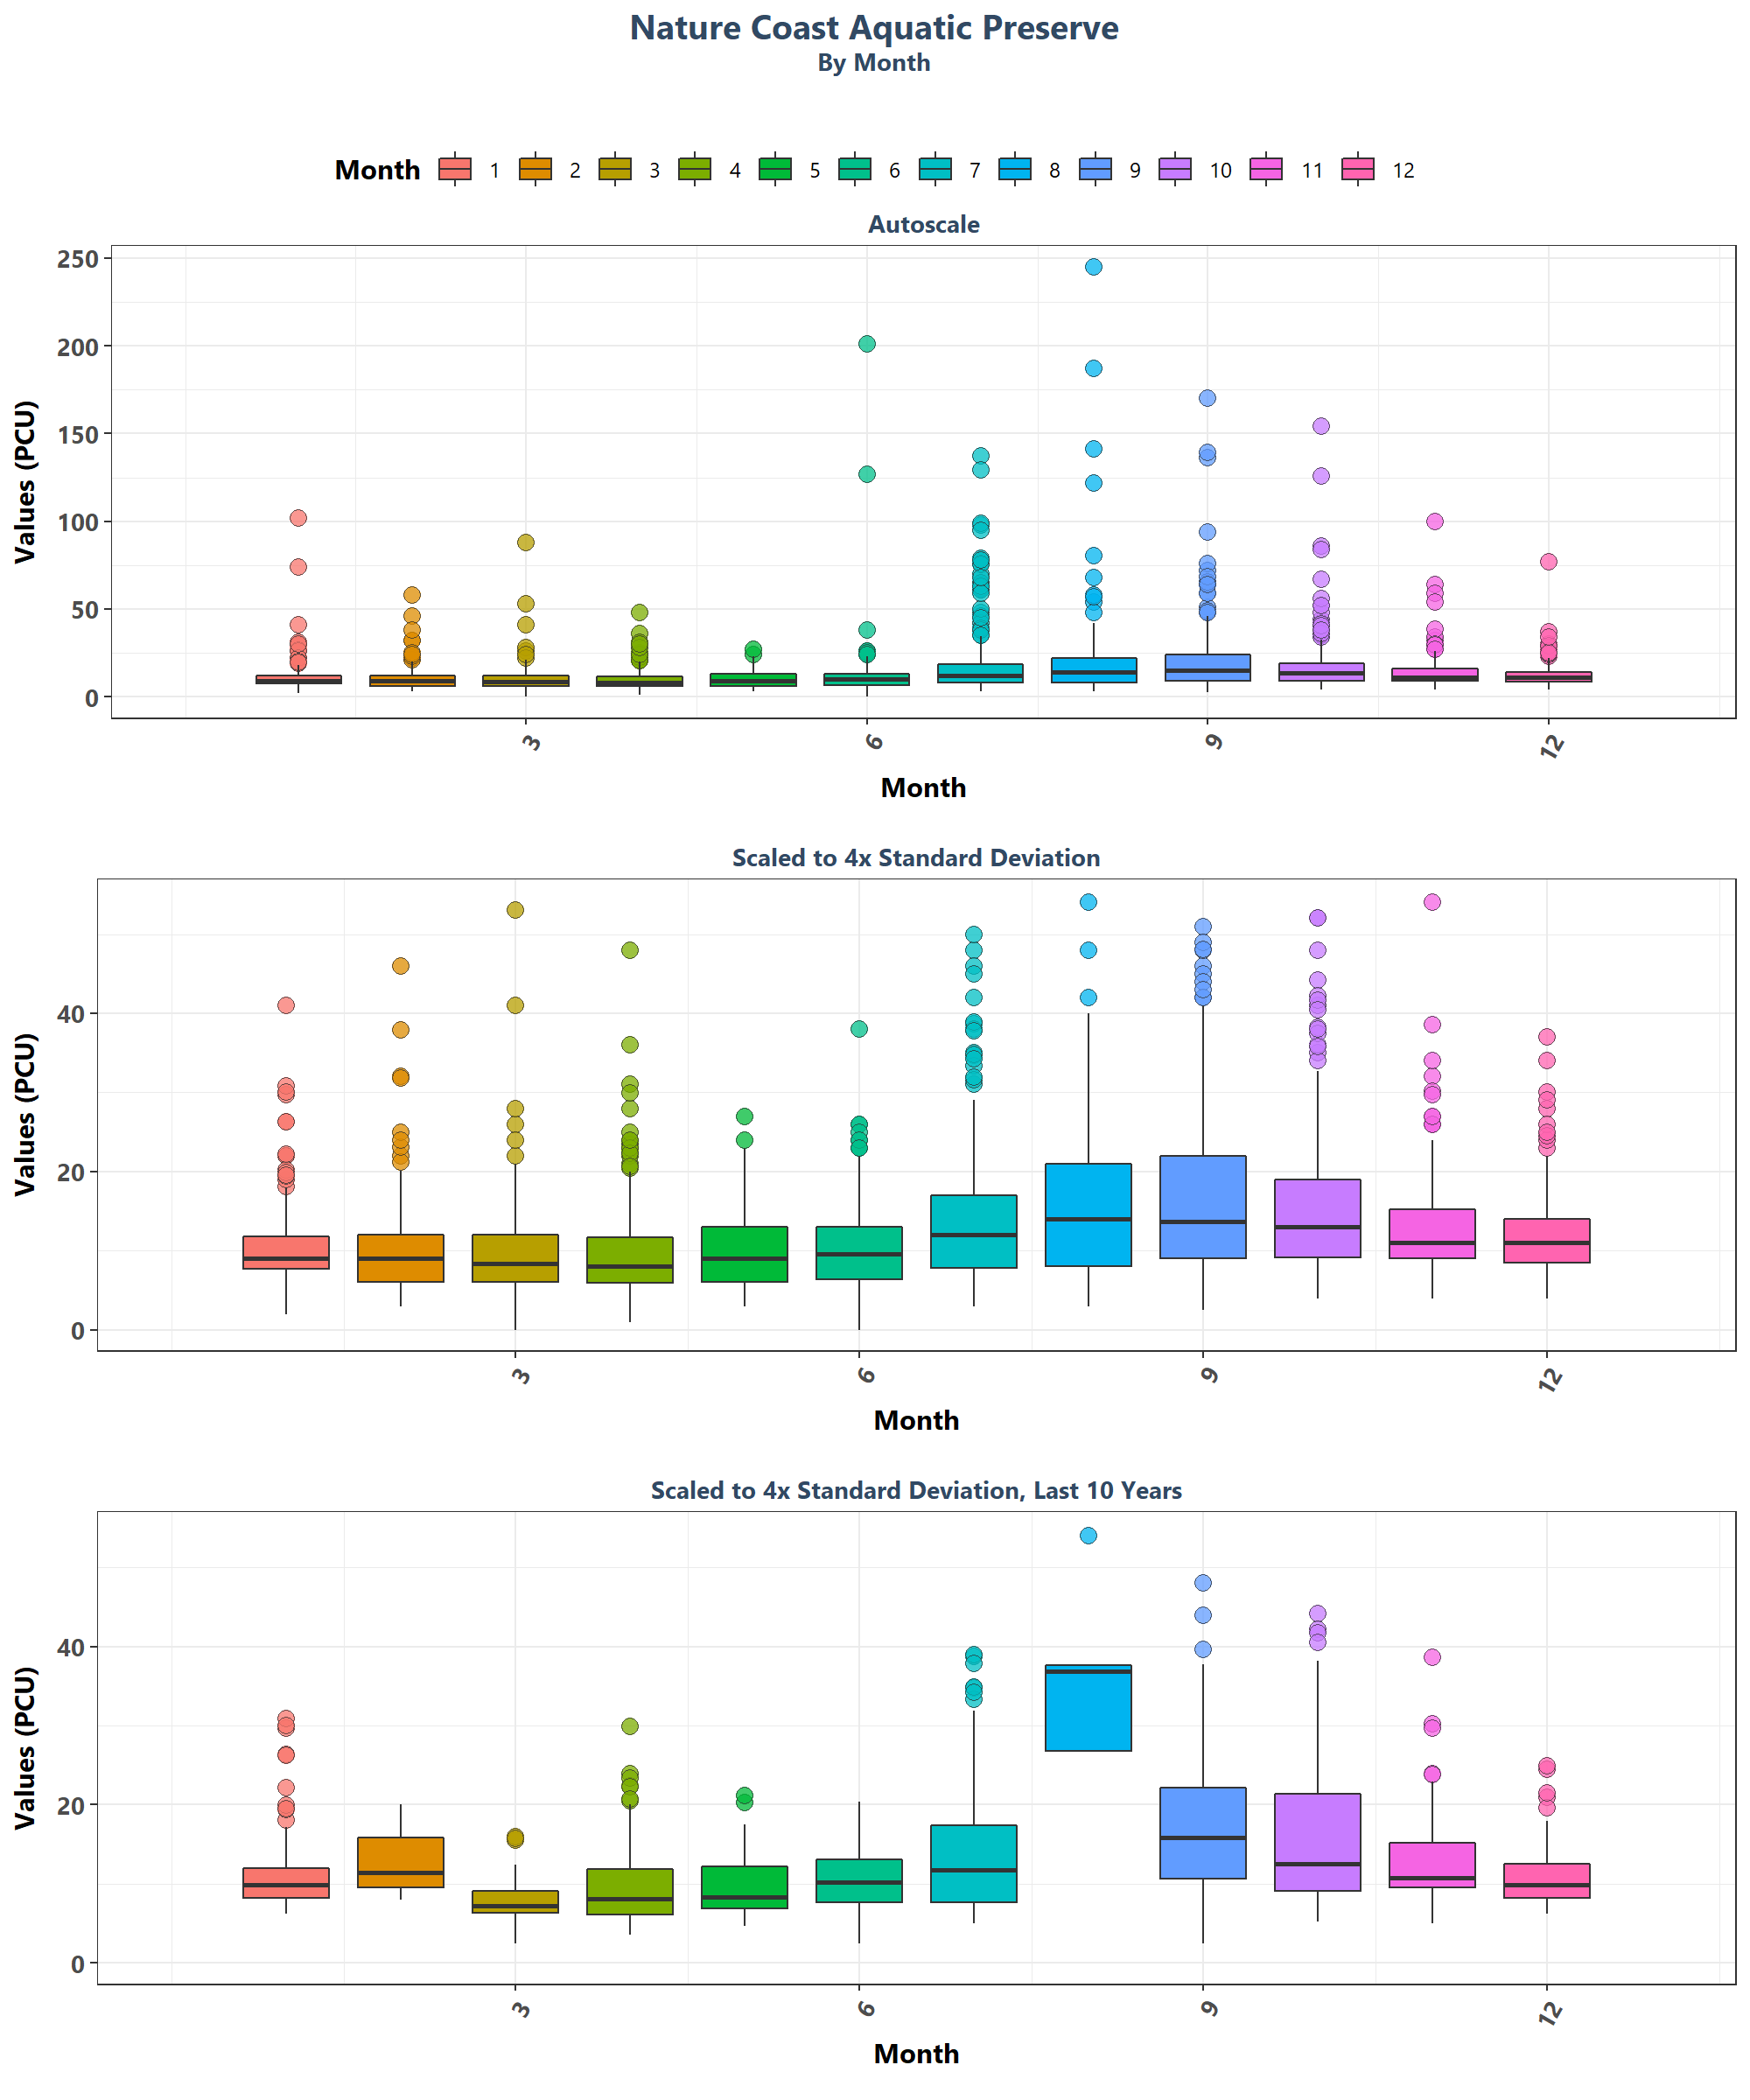 Nature Coast Aquatic Preserve
By Month
Month 1 2 3 4 5 6 7 8 9 10 11 12
Autoscale
Values (PCU)
250
200
150
100
50
0
3 6 9 12
Month
Scaled to 4x Standard Deviation
Values (PCU)
40
20
0
3 6 9 12
Month
Scaled to 4x Standard Deviation, Last 10 Years
Values (PCU)
40
20
0
3 6 9 12
Month